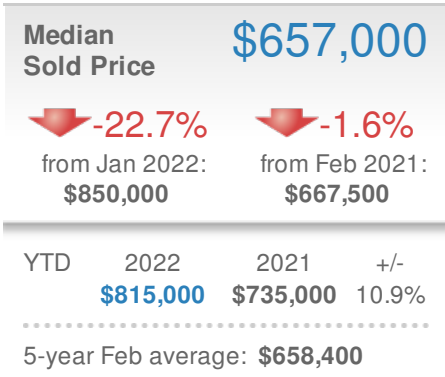 Median $657,000
Sold Price
-22.7% -1.6%
from Jan 2022: from Feb 2021:
$850,000 $667,500
YTD 2022 2021 +/-
$815,000 $735,000 10.9%
5-year Feb average: $658,400